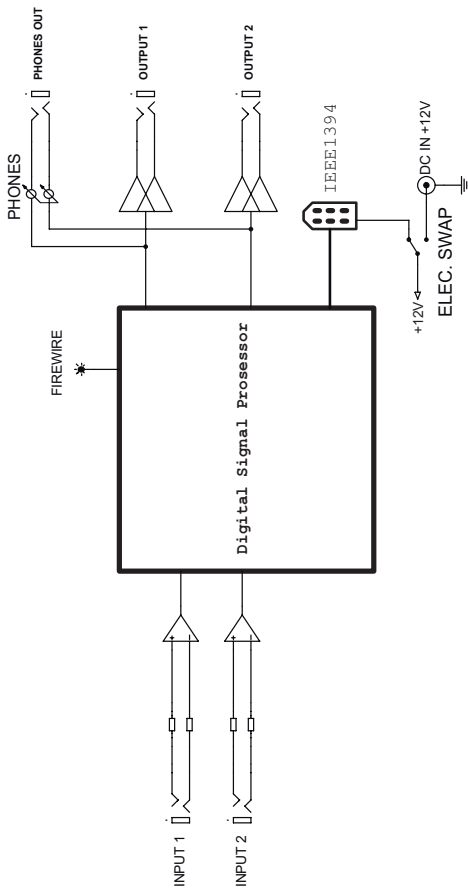 PHONES OUT
OUTPUT 1
OUTPUT 2
PHONES
IEEE1394
DC IN +12V
+12V
ELEC. SWAP
FIREWIRE
Digital Signal Prosessor
INPUT 1
INPUT 2